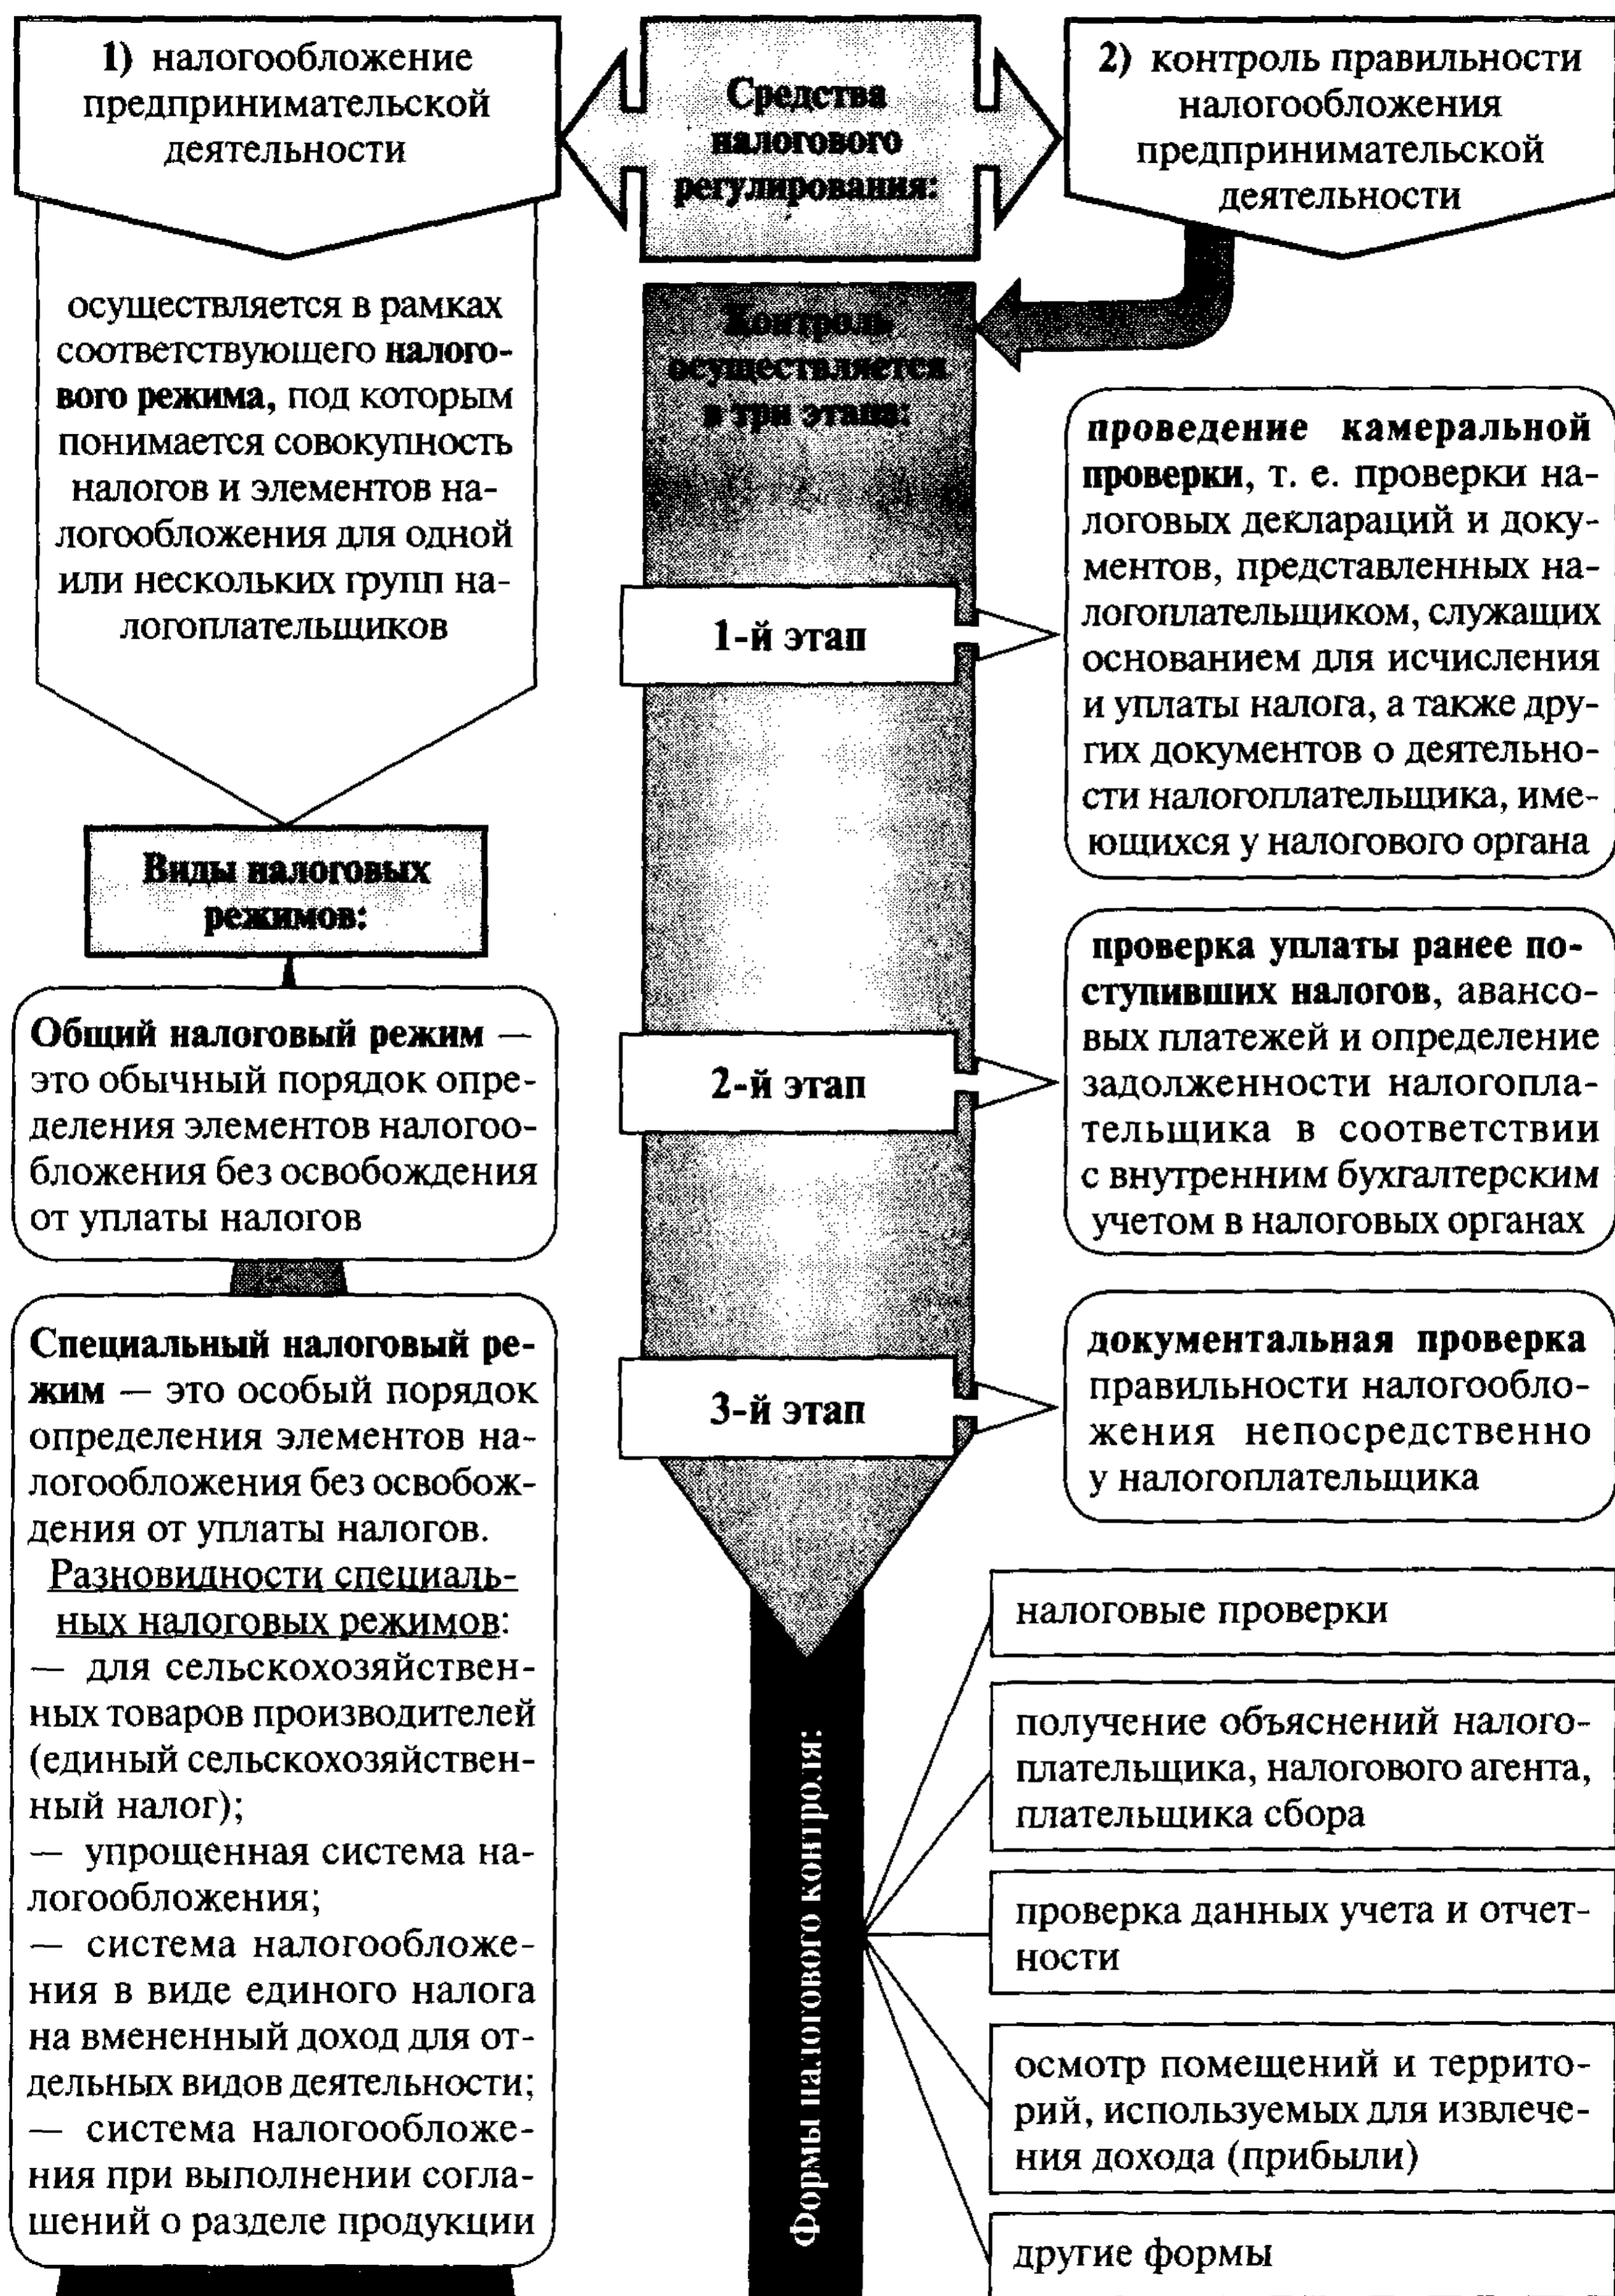 1) налогообложение
предпринимательской
деятельности
Средства
налогового
регулирования:
2) контроль правильности
налогообложения
предпринимательской
деятельности
осуществляется в рамках
соответствующего налого-
вого режима, под которым
понимается совокупность
налогов и элементов на-
логообложения для одной
или нескольких групп на-
логоплательщиков
Виды налоговых
режимов:
Общий налоговый режим —
это обычный порядок опре-
деления элементов налогоо-
бложения без освобождения
от уплаты налогов
Специальный налоговый ре-
жим — это особый порядок
определения элементов на-
логообложения без освобож-
дения от уплаты налогов.
Разновидности специаль-
ных налоговых режимов:
— для сельскохозяйствен-
ных товаров производителей
(единый сельскохозяйствен-
ный налог);
— упрощенная система на-
логообложения;
— система налогообложе-
ния в виде единого налога
на вмененный доход для от-
дельных видов деятельности;
— система налогообложе-
ния при выполнении согла-
шений о разделе продукции
Контроль
осуществляется
в три этапа:
1-й этап
проведение камеральной
проверки, т. е. проверки на-
логовых деклараций и доку-
ментов, представленных на-
логоплательщиком, служащих
основанием для исчисления
и уплаты налога, а также дру-
гих документов о деятельно-
сти налогоплательщика, име-
ющихся у налогового органа
2-й этап
проверка уплаты ранее по-
ступивших налогов, авансо-
вых платежей и определение
задолженности налогопла-
тельщика в соответствии
с внутренним бухгалтерским
учетом в налоговых органах
3-й этап
документальная проверка
правильности налогообло-
жения непосредственно
у налогоплательщика
Формы налогового контроля:
налоговые проверки
получение объяснений налого-
плательщика, налогового агента,
плательщика сбора
проверка данных учета и отчет-
ности
осмотр помещений и террито-
рий, используемых для извлече-
ния дохода (прибыли)
другие формы